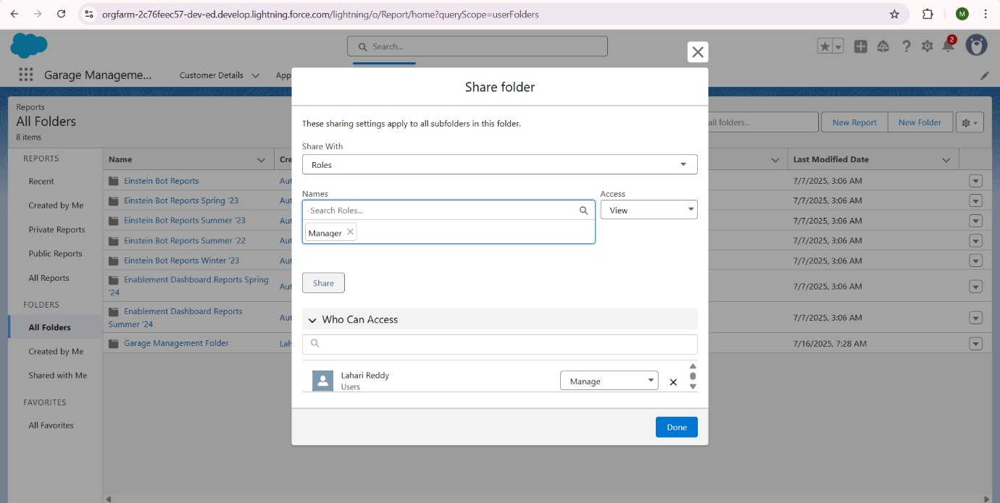 orgfarm-2c76feec57-dev-ed.develop.lightning.force.com/lightning/o/Report/home?queryScope=userFolders
M
Search...
2
Garage Manageme...
Customer Details
App
Share folder
Reports
All Folders
8 items
all folders...
New Report
New Folder
These sharing settings apply to all subfolders in this folder.
Share With
Roles
Names
Access
Search Roles...
View
Manager
Share
Who Can Access
Lahari Reddy
Users
Manage
Done
REPORTS
Recent
Created by Me
Private Reports
Public Reports
All Reports
FOLDERS
All Folders
Created by Me
Shared with Me
FAVORITES
All Favorites
Name
Cre
Last Modified Date
Einstein Bot Reports
Aut
7/7/2025, 3:06 AM
Einstein Bot Reports Spring '23
Aut
7/7/2025, 3:06 AM
Einstein Bot Reports Summer '23
Aut
7/7/2025, 3:06 AM
Einstein Bot Reports Summer '22
Aut
7/7/2025, 3:06 AM
Einstein Bot Reports Winter '23
Aut
7/7/2025, 3:06 AM
Enablement Dashboard Reports Spring
'24
Aut
7/7/2025, 3:06 AM
Enablement Dashboard Reports
Summer '24
Aut
7/7/2025, 3:06 AM
Garage Management Folder
Lah
7/16/2025, 7:28 AM